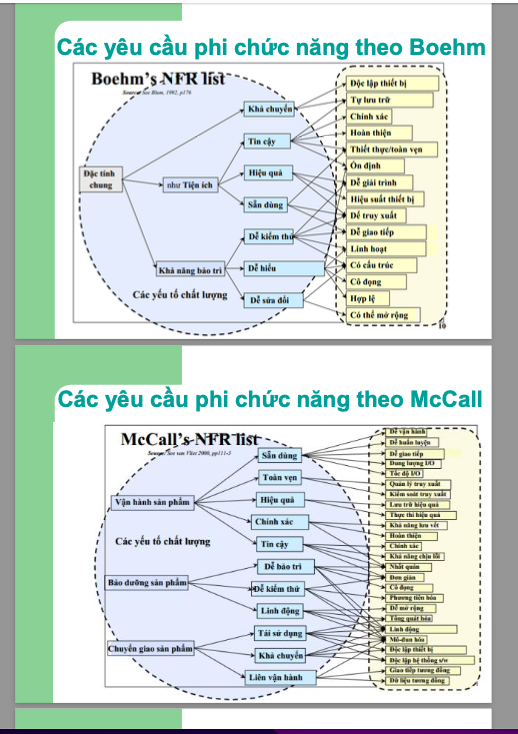 Các yêu cầu phi chức năng theo Boehm
Boehm's NFR list
Source: See Blum, 1992, p176
Đặc tính
chung
Khả chuyển
như Tiện ích
Tin cậy
Hiệu quả
Sẵn dùng
Khả năng bảo trì
Dễ kiểm thử
Dễ hiểu
Dễ sửa đổi
Các yếu tố chất lượng
Độc lập thiết bị
Tự lưu trữ
Chính xác
Hoàn thiện
Thiết thực/toàn vẹn
Ổn định
Dễ giải trình
Hiệu suất thiết bị
Dễ truy xuất
Dễ giao tiếp
Linh hoạt
Có cấu trúc
Cô đọng
Hợp lệ
Có thể mở rộng
10
Các yêu cầu phi chức năng theo McCall
McCall's NFR list
Source: See van Vliet 2000, pp111-3
Vận hành sản phẩm
Các yếu tố chất lượng
Bảo dưỡng sản phẩm
Chuyển giao sản phẩm
Sẵn dùng
Toàn vẹn
Hiệu quả
Chính xác
Tin cậy
Dễ bảo trì
Dễ kiểm thử
Linh động
Tái sử dụng
Khả chuyển
Liên vận hành
Dễ vận hành
Dễ huấn luyện
Dễ giao tiếp
Dung lượng I/O
Tốc độ I/O
Quản lý truy xuất
Kiểm soát truy xuất
Lưu trữ hiệu quả
Thực thi hiệu quả
Khả năng lưu vết
Hoàn thiện
Chính xác
Khả năng chịu lỗi
Nhất quán
Đơn giản
Cô đọng
Phương tiện hóa
Dễ mở rộng
Tổng quát hóa
Linh động
Mô-đun hóa
Độc lập thiết bị
Độc lập hệ thống s/w
Giao tiếp tương đồng
Dữ liệu tương đồng